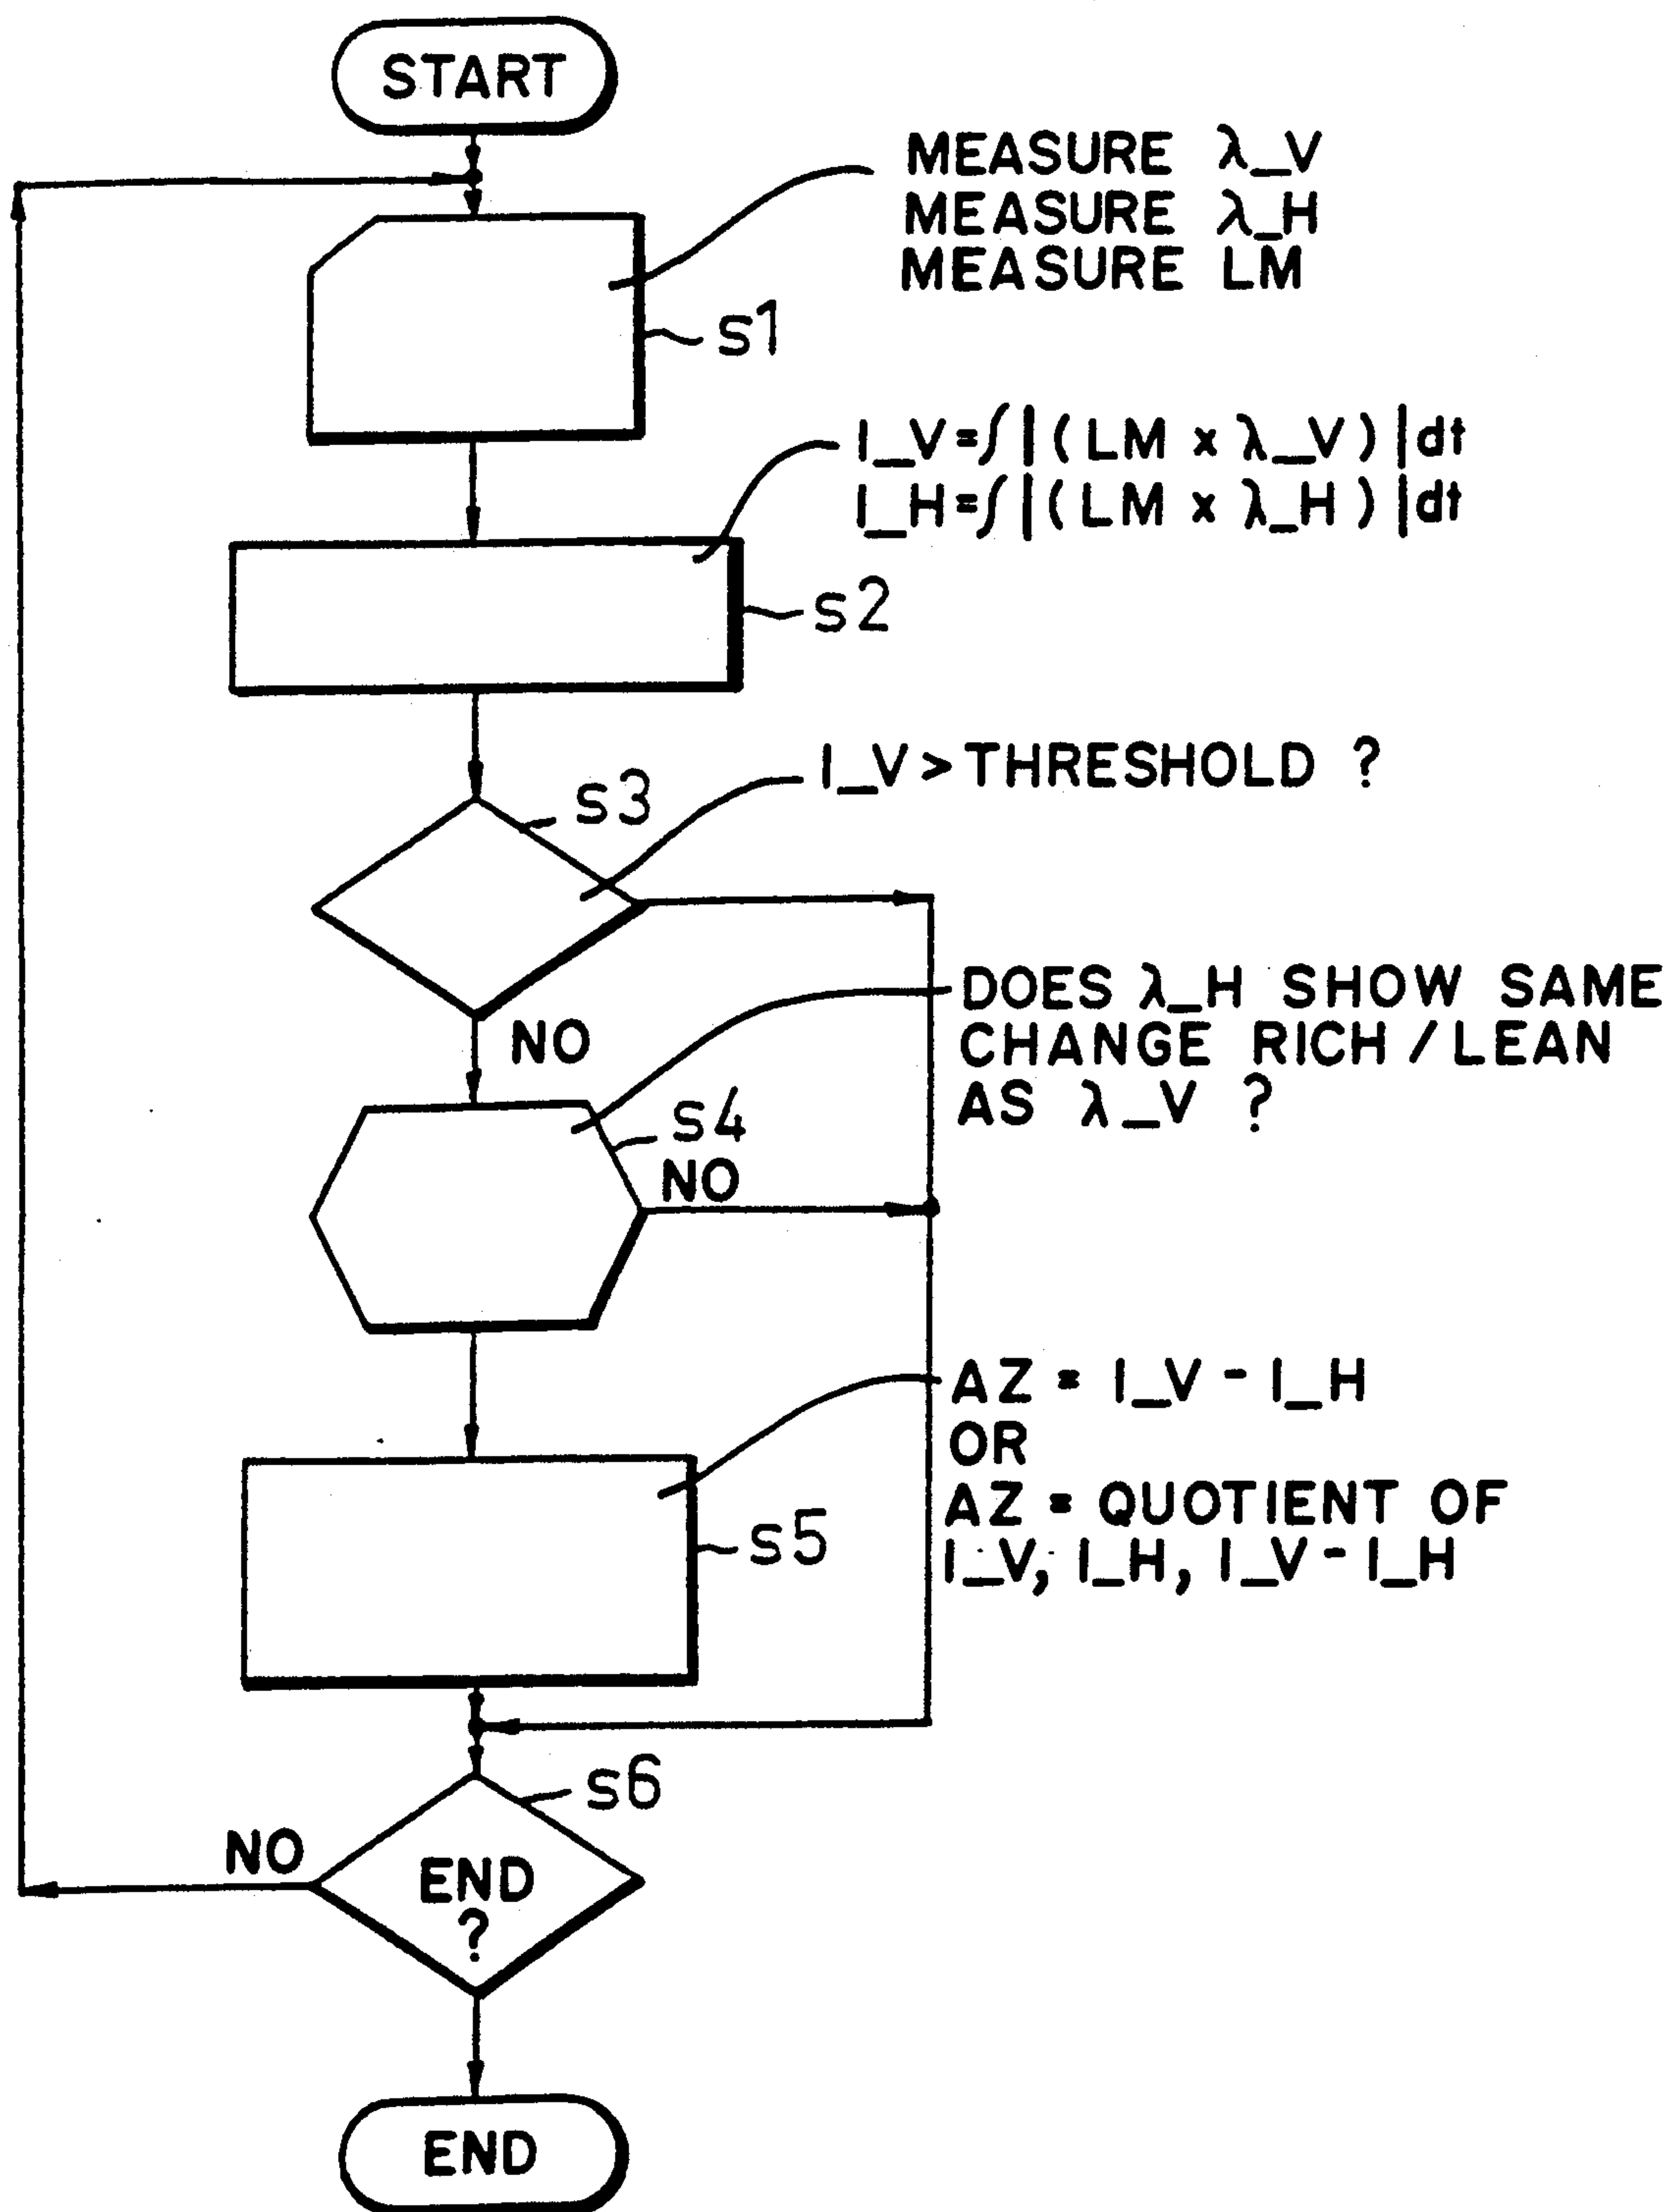 START
MEASURE λ_V
MEASURE λ_H
MEASURE LM
s1
I_V=∫|(LM x λ_V)|dt
I_H=∫|(LM x λ_H)|dt
s2
I_V>THRESHOLD ?
s3
NO
DOES λ_H SHOW SAME
CHANGE RICH/LEAN
AS λ_V ?
s4
NO
AZ = I_V - I_H
OR
AZ = QUOTIENT OF
I_V, I_H, I_V - I_H
s5
s6
NO
END
?
END